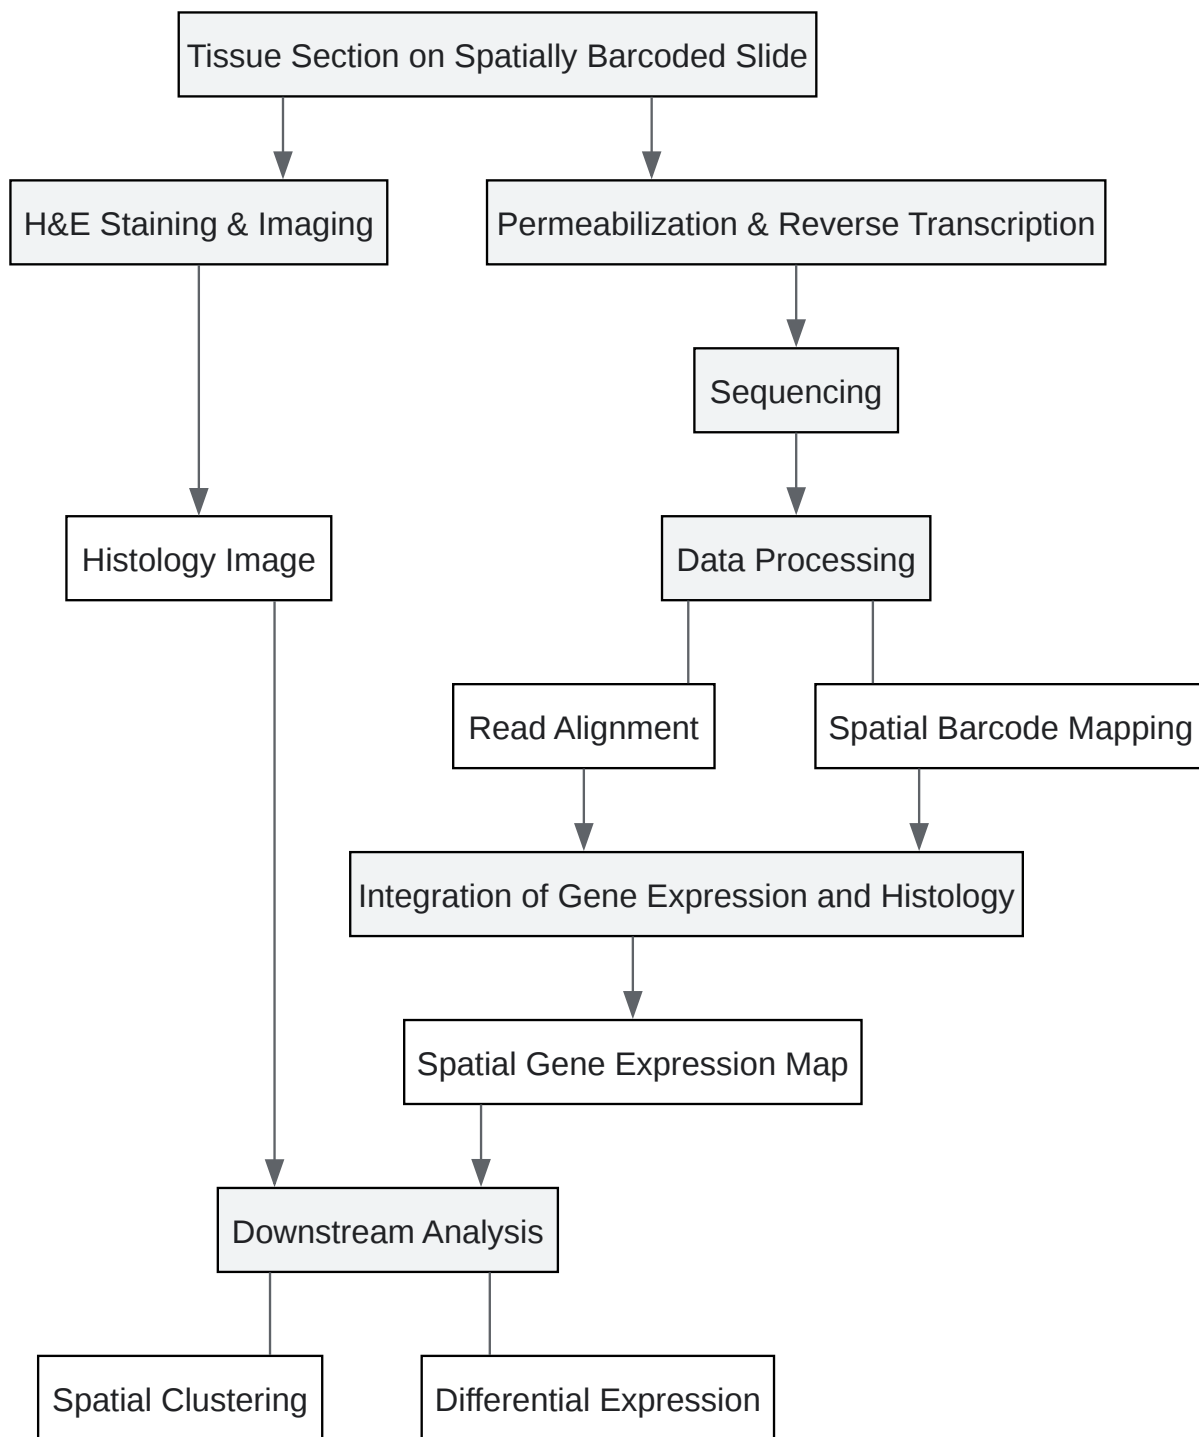 Tissue Section on Spatially Barcoded Slide
H&E Staining & Imaging
Permeabilization & Reverse Transcription
Sequencing
Histology Image
Data Processing
Read Alignment
Spatial Barcode Mapping
Integration of Gene Expression and Histology
Spatial Gene Expression Map
Downstream Analysis
Spatial Clustering
Differential Expression